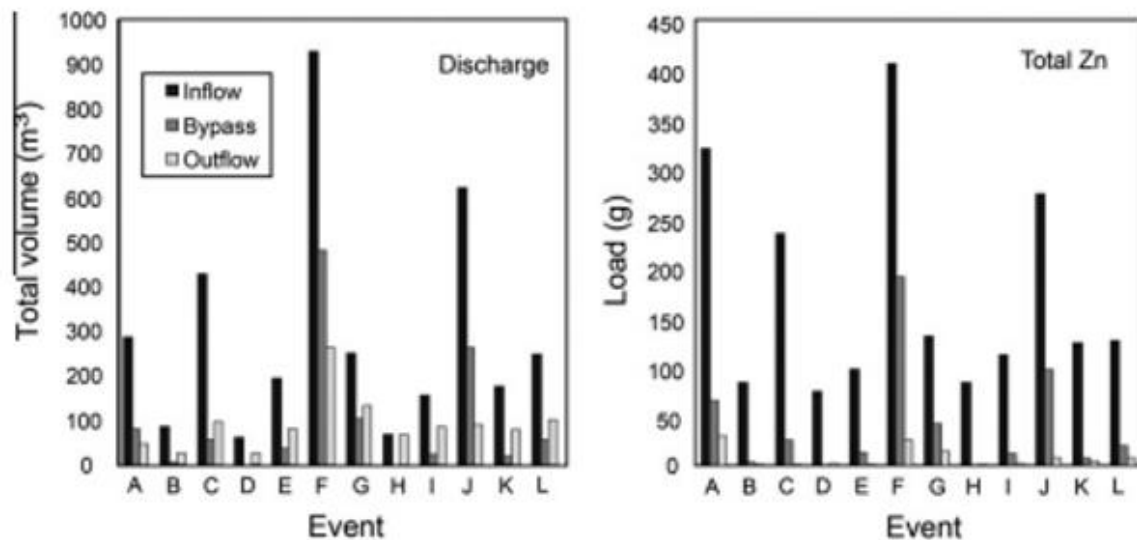 Discharge
Inflow
Bypass
Outflow
Total volume (m-3)
1000
900
800
700
600
500
400
300
200
100
0
A B C D E F G H I J K L
Event
Total Zn
Load (g)
450
400
350
300
250
200
150
100
50
0
A B C D E F G H I J K L
Event